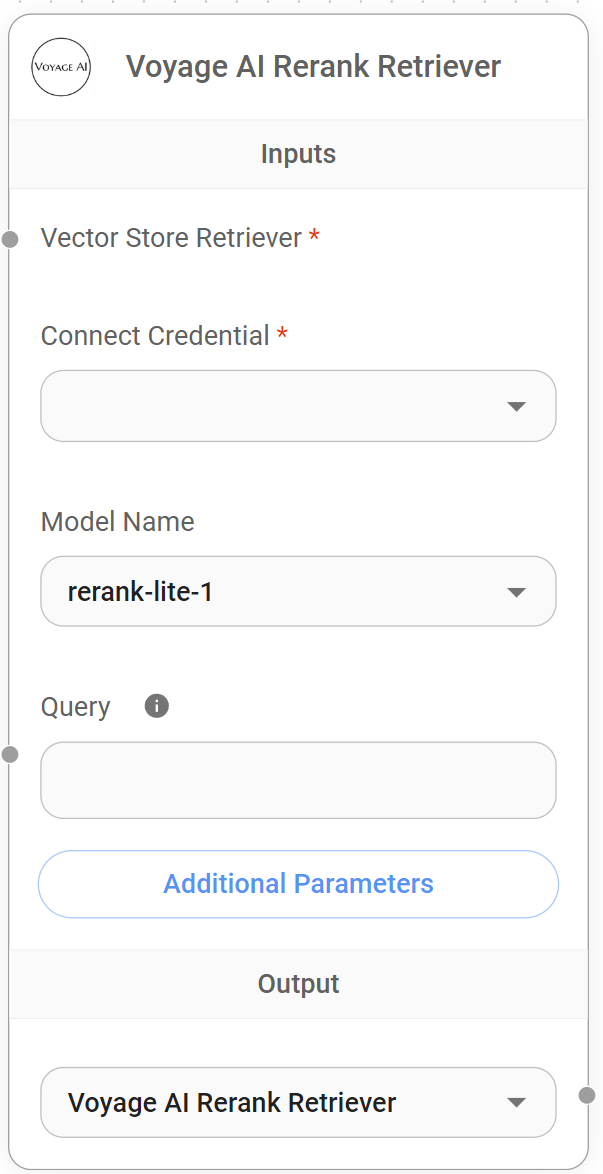 VOYAGE AI
Voyage AI Rerank Retriever
Inputs
Vector Store Retriever *
Connect Credential *
Model Name
rerank-lite-1
Query
Additional Parameters
Output
Voyage AI Rerank Retriever